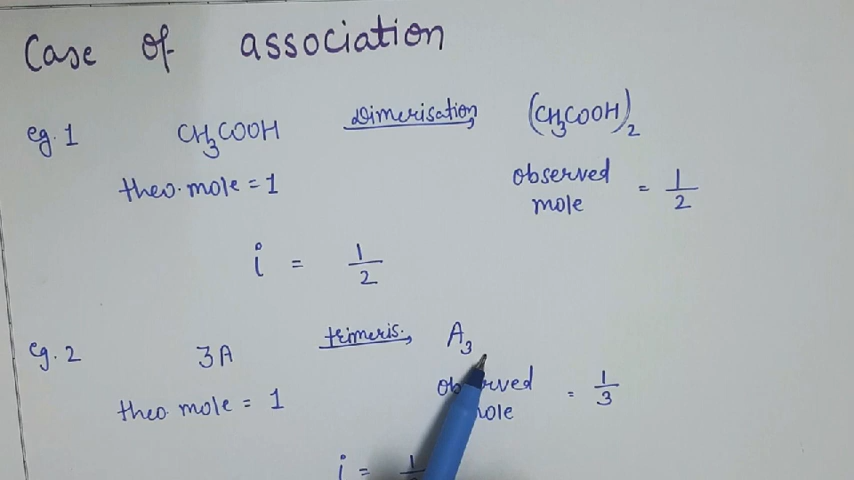 Case of association
eg. 1 CH3COOH Dimerisation (CH3COOH)2
theo. mole = 1 observed mole = 1/2
i = 1/2
eg. 2 3A trimeris. A3
theo mole = 1 = 1/3
i =